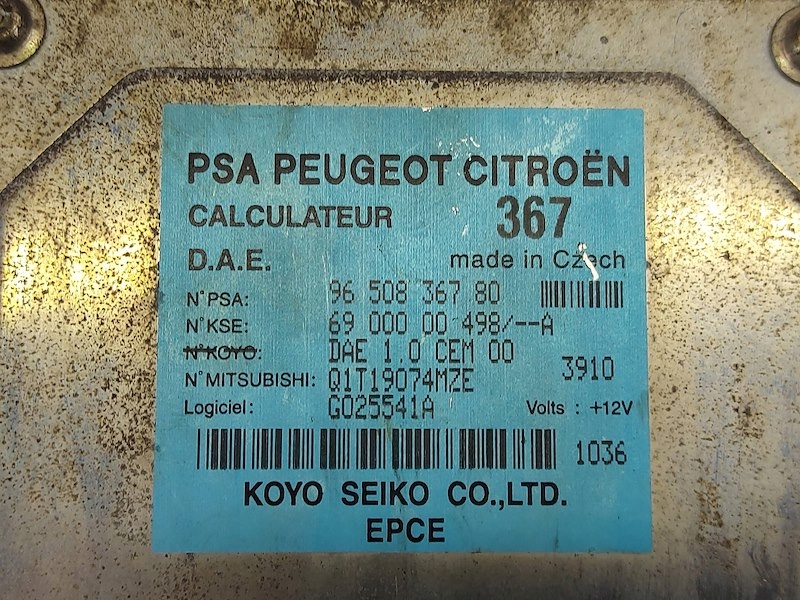 PSA PEUGEOT CITROËN
CALCULATEUR 367
D.A.E. made in Czech
N°PSA: 96 508 367 80
N°KSE: 69 000 00 498/--A
N°KOYO: DAE 1.0 CEM 00
3910
N°MITSUBISHI: Q1T19074MZE
Logiciel: G025541A Volts : +12V
1036
KOYO SEIKO CO.,LTD.
EPCE